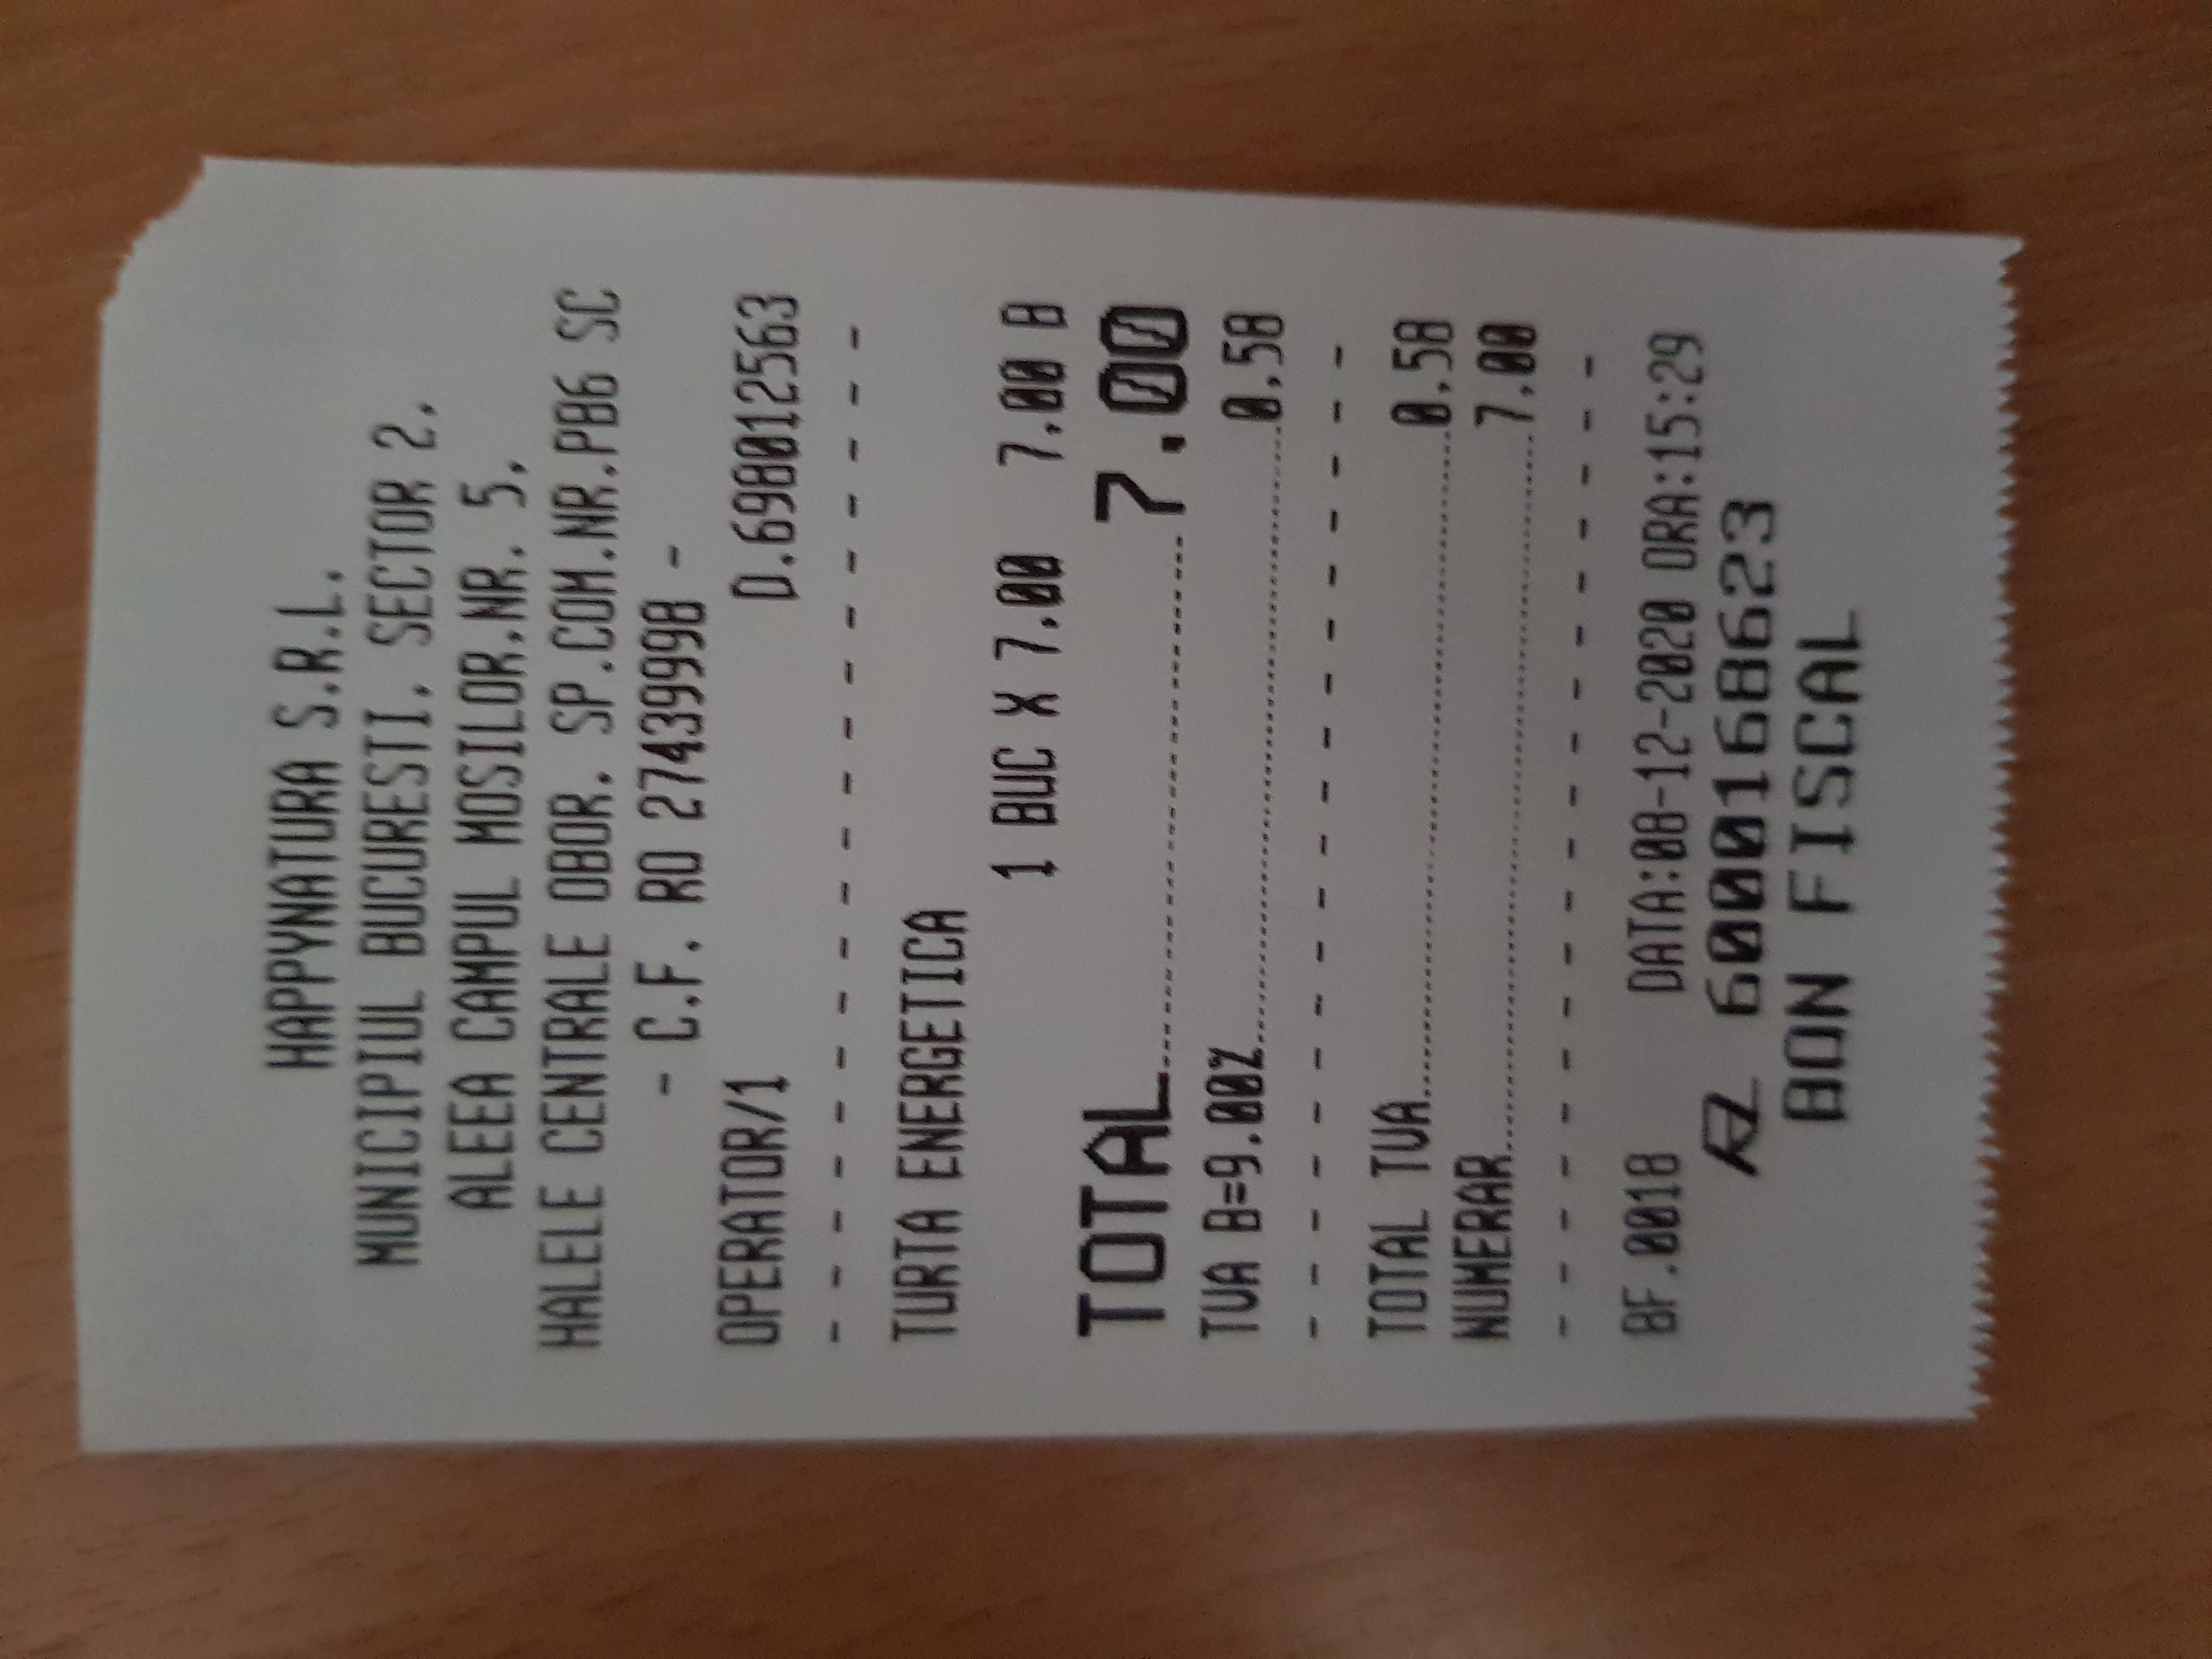 HAPPYNATURA S.R.L.
MUNICIPIUL BUCURESTI, SECTOR 2,
ALEEA CAMPUL MOSILOR,NR. 5,
HALELE CENTRALE OBOR, SP.COM.NR.PB6 SC
- C.F. RO 27439998 -
OPERATOR/1 D.698012563
- - - - - - - - - - - - - - - - - - -
TURTA ENERGETICA
1 BUC X 7,00 7,00 B
TOTAL 7.00
TVA B=9.00% 0,58
- - - - - - - - - - - - - - - - - - -
TOTAL TVA 0,58
NUMERAR 7,00
- - - - - - - - - - - - - - - - - - -
BF.0018 DATA:08-12-2020 ORA:15:29
6000168623
BON FISCAL